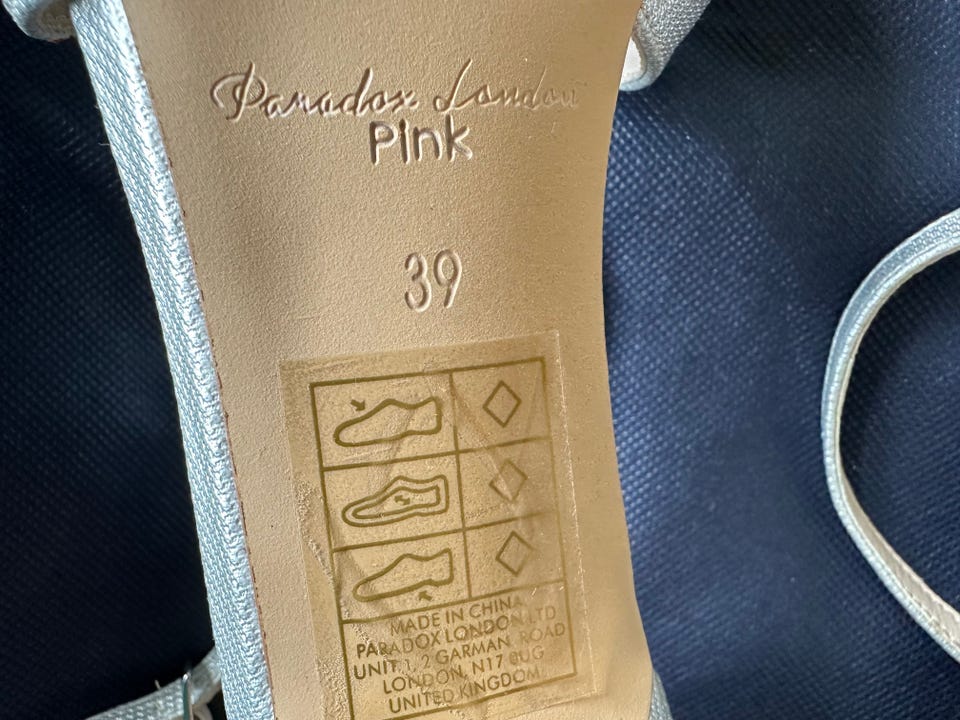 Paradox London
Pink
39
MADE IN CHINA
PARADOX LONDON LTD
UNIT 1, 2 GARMAN ROAD
LONDON, N17 0UG
UNITED KINGDOM